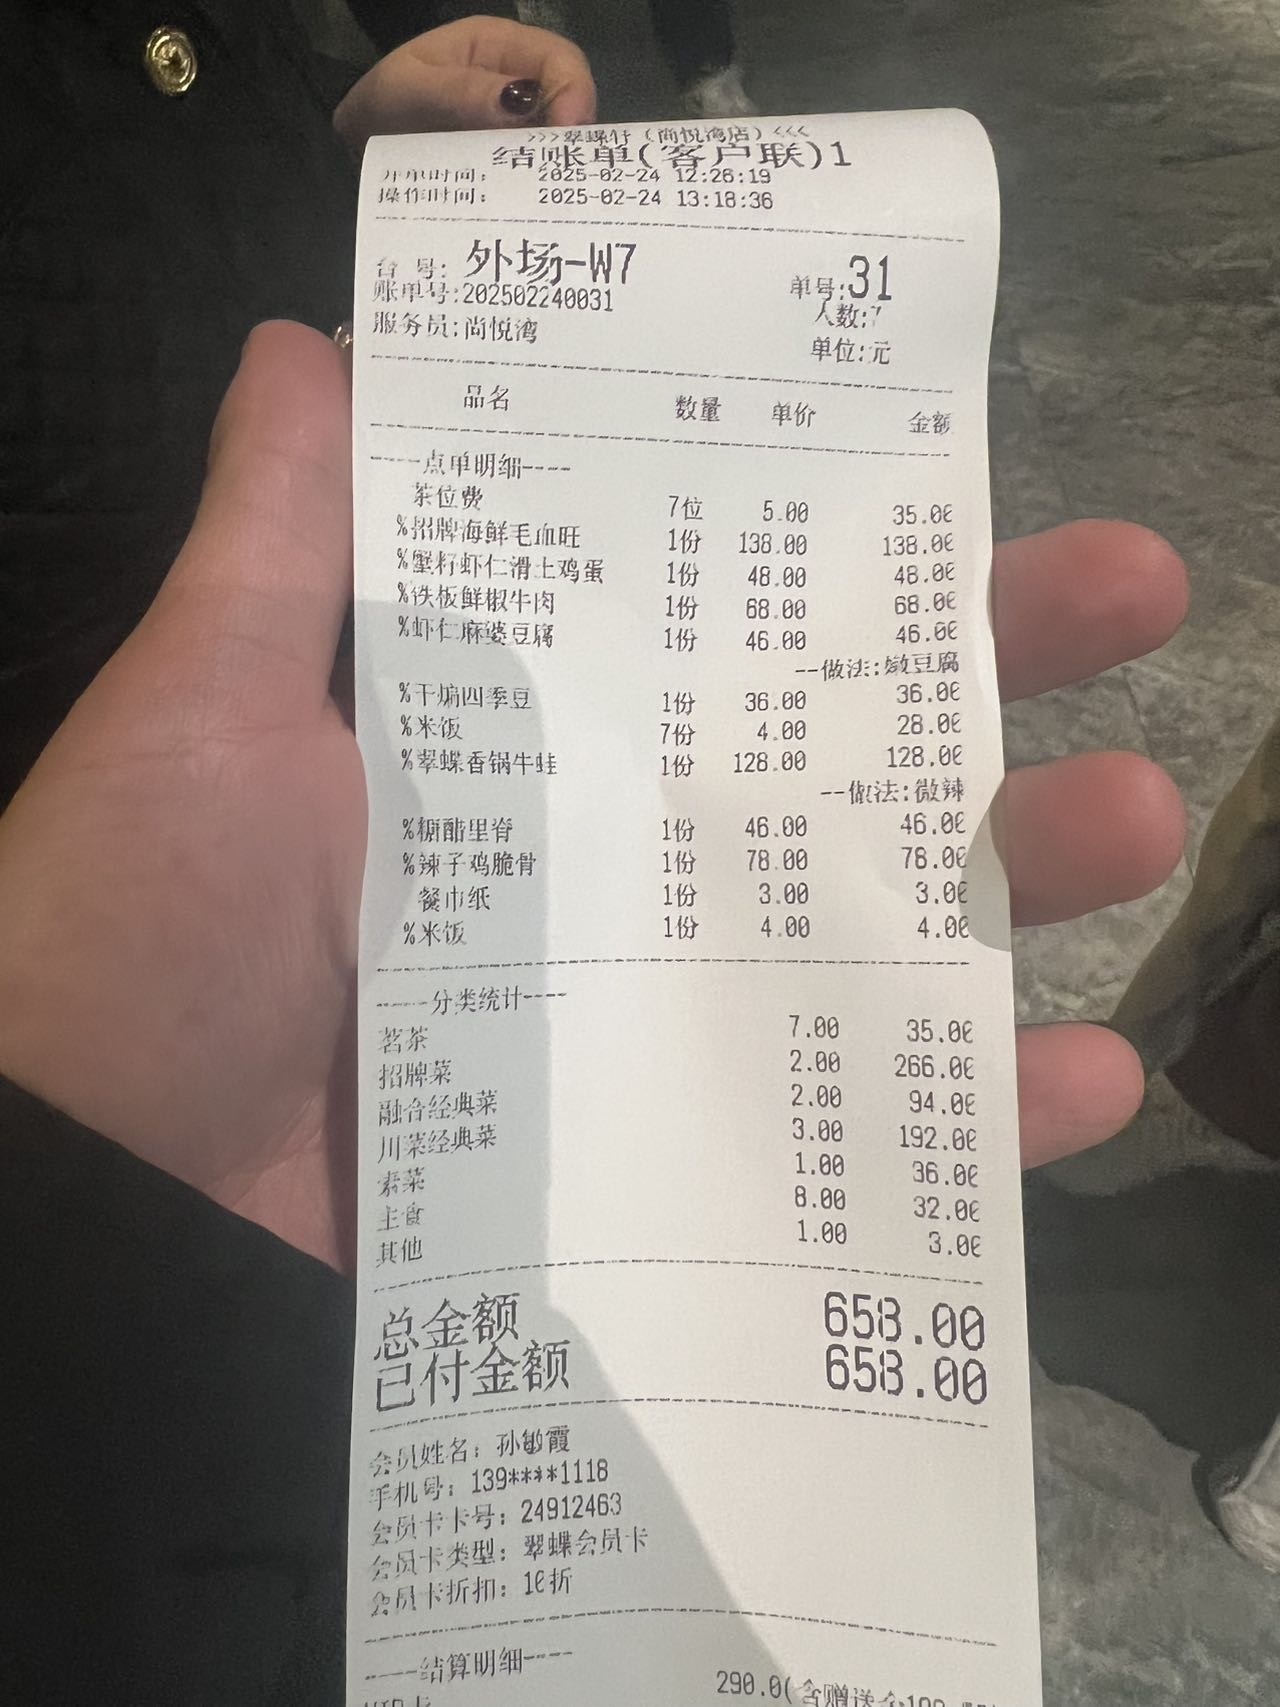 >>>翠蝶行（尚悦湾店）<<<
结账单(客户联)1
开单时间： 2025-02-24 12:26:19
操作时间： 2025-02-24 13:18:36
台 号: 外场-W7 单号:31
账单号:202502240031 人数:7
服务员:尚悦湾 单位:元
品名 数量 单价 金额
----点单明细----
茶位费 7位 5.00 35.00
%招牌海鲜毛血旺 1份 138.00 138.00
%蟹籽虾仁滑土鸡蛋 1份 48.00 48.00
%铁板鲜椒牛肉 1份 68.00 68.00
%虾仁麻婆豆腐 1份 46.00 46.00
--做法:嫩豆腐
%干煸四季豆 1份 36.00 36.00
%米饭 7份 4.00 28.00
%翠蝶香锅牛蛙 1份 128.00 128.00
--做法:微辣
%糖醋里脊 1份 46.00 46.00
%辣子鸡脆骨 1份 78.00 78.00
餐巾纸 1份 3.00 3.00
%米饭 1份 4.00 4.00
----分类统计----
茗茶 7.00 35.00
招牌菜 2.00 266.00
融合经典菜 2.00 94.00
川菜经典菜 3.00 192.00
素菜 1.00 36.00
主食 8.00 32.00
其他 1.00 3.00
总金额 658.00
已付金额 658.00
会员姓名：孙敏霞
手机号：139****1118
会员卡卡号：24912463
会员卡类型：翠蝶会员卡
会员卡折扣：10折
----结算明细----
290.0(含赠送